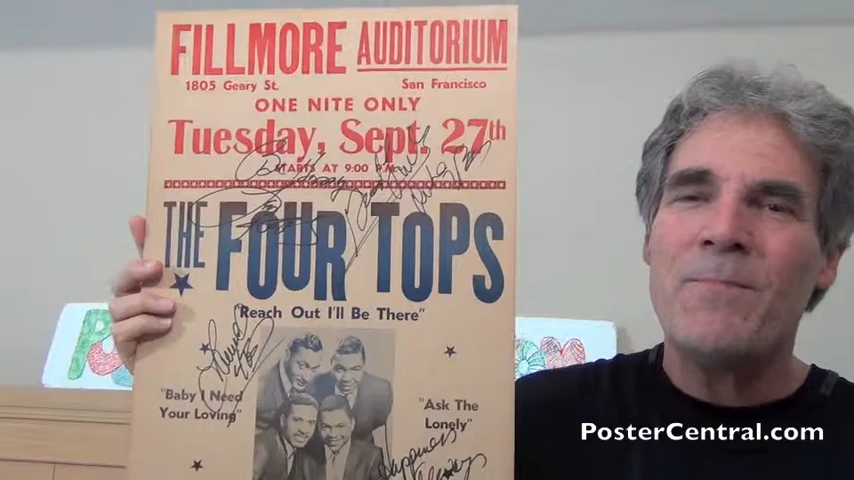 FILLMORE AUDITORIUM
1805 Geary St. San Francisco
ONE NITE ONLY
Tuesday, Sept. 27th
STARTS AT 9:00 P.M.
THE FOUR TOPS
"Reach Out I'll Be There"
"Baby I Need
Your Loving"
"Ask The
Lonely"
Happiness
PosterCentral.com